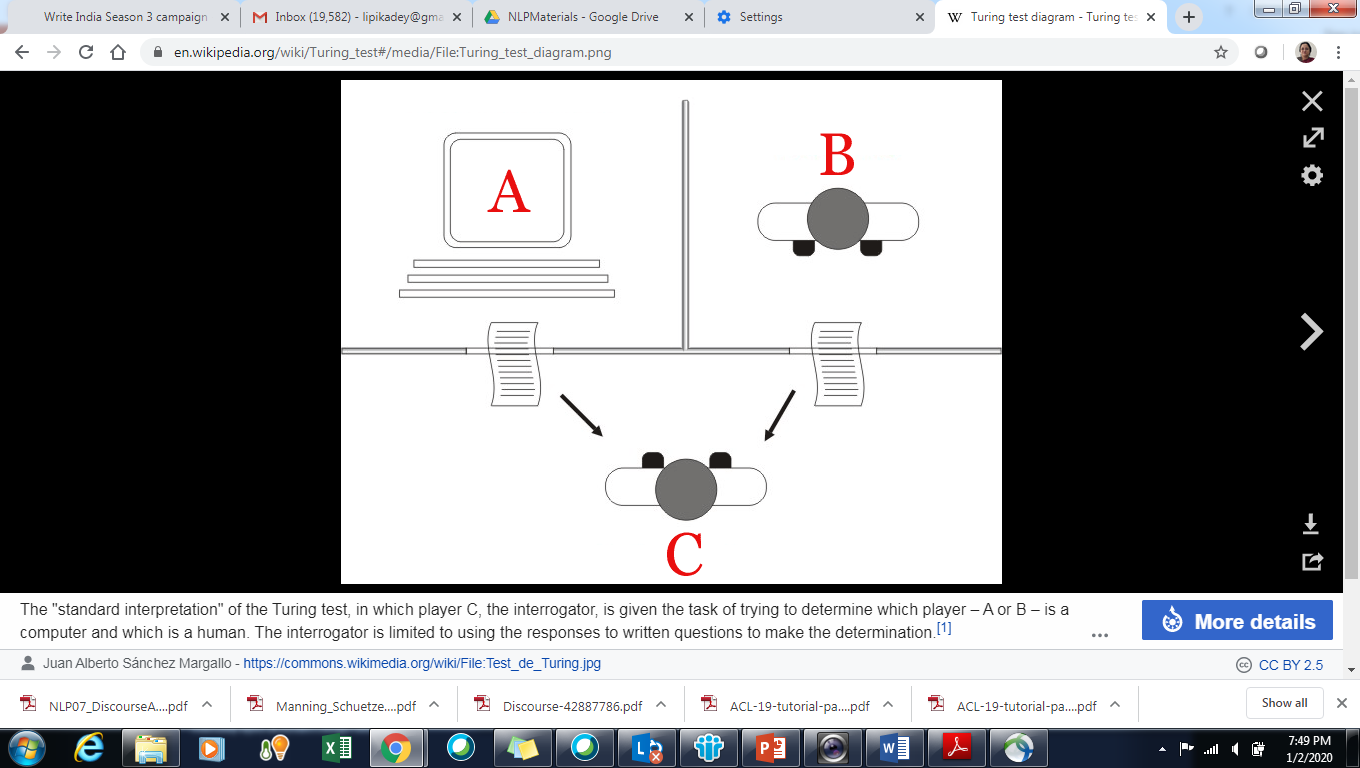 Write India Season 3 campaign
Inbox (19,582) - lipikadey@gma
NLPMaterials - Google Drive
Settings
Turing test diagram - Turing tes
en.wikipedia.org/wiki/Turing_test#/media/File:Turing_test_diagram.png
A
B
C
The "standard interpretation" of the Turing test, in which player C, the interrogator, is given the task of trying to determine which player – A or B – is a
computer and which is a human. The interrogator is limited to using the responses to written questions to make the determination.[1]
More details
Juan Alberto Sánchez Margallo - https://commons.wikimedia.org/wiki/File:Test_de_Turing.jpg
CC BY 2.5
NLP07_DiscourseA....pdf
Manning_Schuetze....pdf
Discourse-42887786.pdf
ACL-19-tutorial-pa....pdf
ACL-19-tutorial-pa....pdf
Show all
7:49 PM
1/2/2020